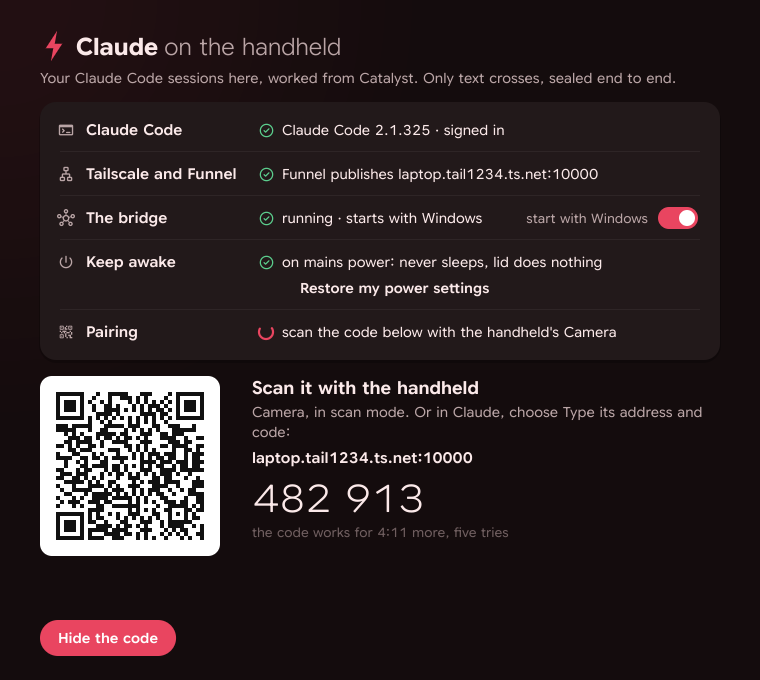 Claude on the handheld
Your Claude Code sessions here, worked from Catalyst. Only text crosses, sealed end to end.
Claude Code
Claude Code 2.1.325 · signed in
Tailscale and Funnel
Funnel publishes laptop.tail1234.ts.net:10000
The bridge
running · starts with Windows
start with Windows
Keep awake
on mains power: never sleeps, lid does nothing
Restore my power settings
Pairing
scan the code below with the handheld's Camera
Scan it with the handheld
Camera, in scan mode. Or in Claude, choose Type its address and
code:
laptop.tail1234.ts.net:10000
482 913
the code works for 4:11 more, five tries
Hide the code